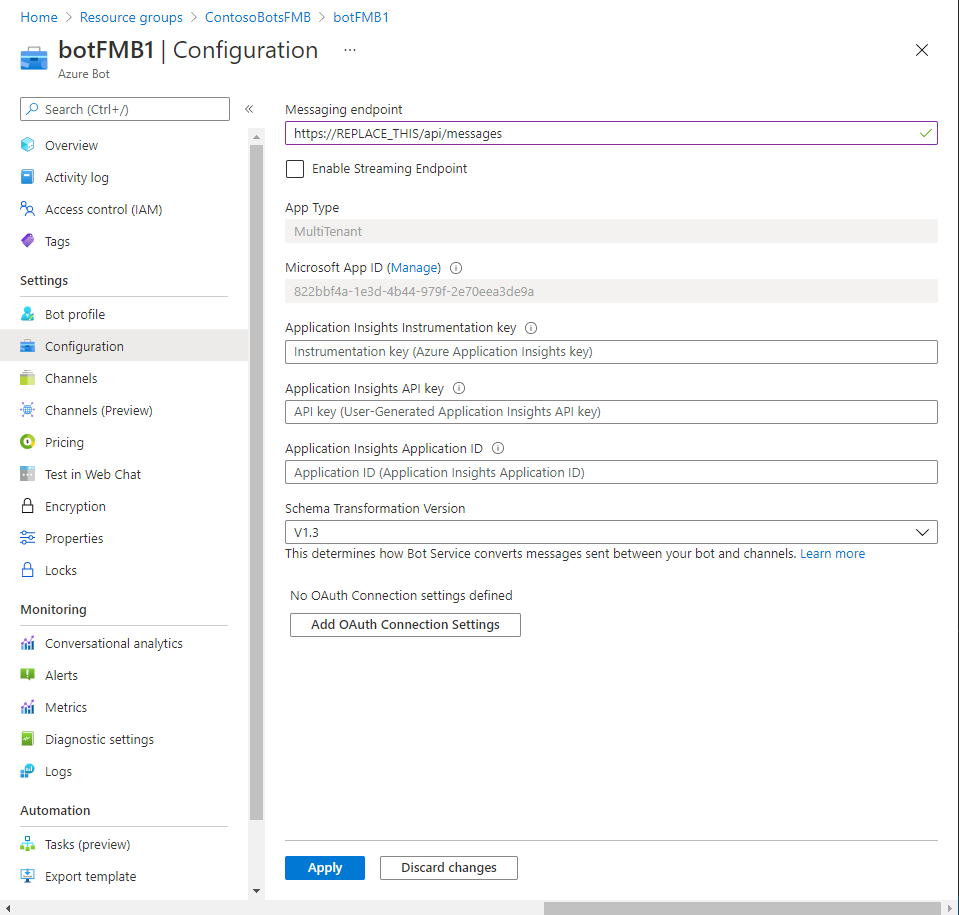 Home > Resource groups > ContosoBotsFMB > botFMB1
botFMB1 | Configuration ...
Azure Bot
Search (Ctrl+/)
«
Overview
Activity log
Access control (IAM)
Tags
Settings
Bot profile
Configuration
Channels
Channels (Preview)
Pricing
Test in Web Chat
Encryption
Properties
Locks
Monitoring
Conversational analytics
Alerts
Metrics
Diagnostic settings
Logs
Automation
Tasks (preview)
Export template
Messaging endpoint
https://REPLACE_THIS/api/messages
Enable Streaming Endpoint
App Type
MultiTenant
Microsoft App ID (Manage)
822bbf4a-1e3d-4b44-979f-2e70eea3de9a
Application Insights Instrumentation key
Instrumentation key (Azure Application Insights key)
Application Insights API key
API key (User-Generated Application Insights API key)
Application Insights Application ID
Application ID (Application Insights Application ID)
Schema Transformation Version
V1.3
This determines how Bot Service converts messages sent between your bot and channels. Learn more
No OAuth Connection settings defined
Add OAuth Connection Settings
Apply
Discard changes